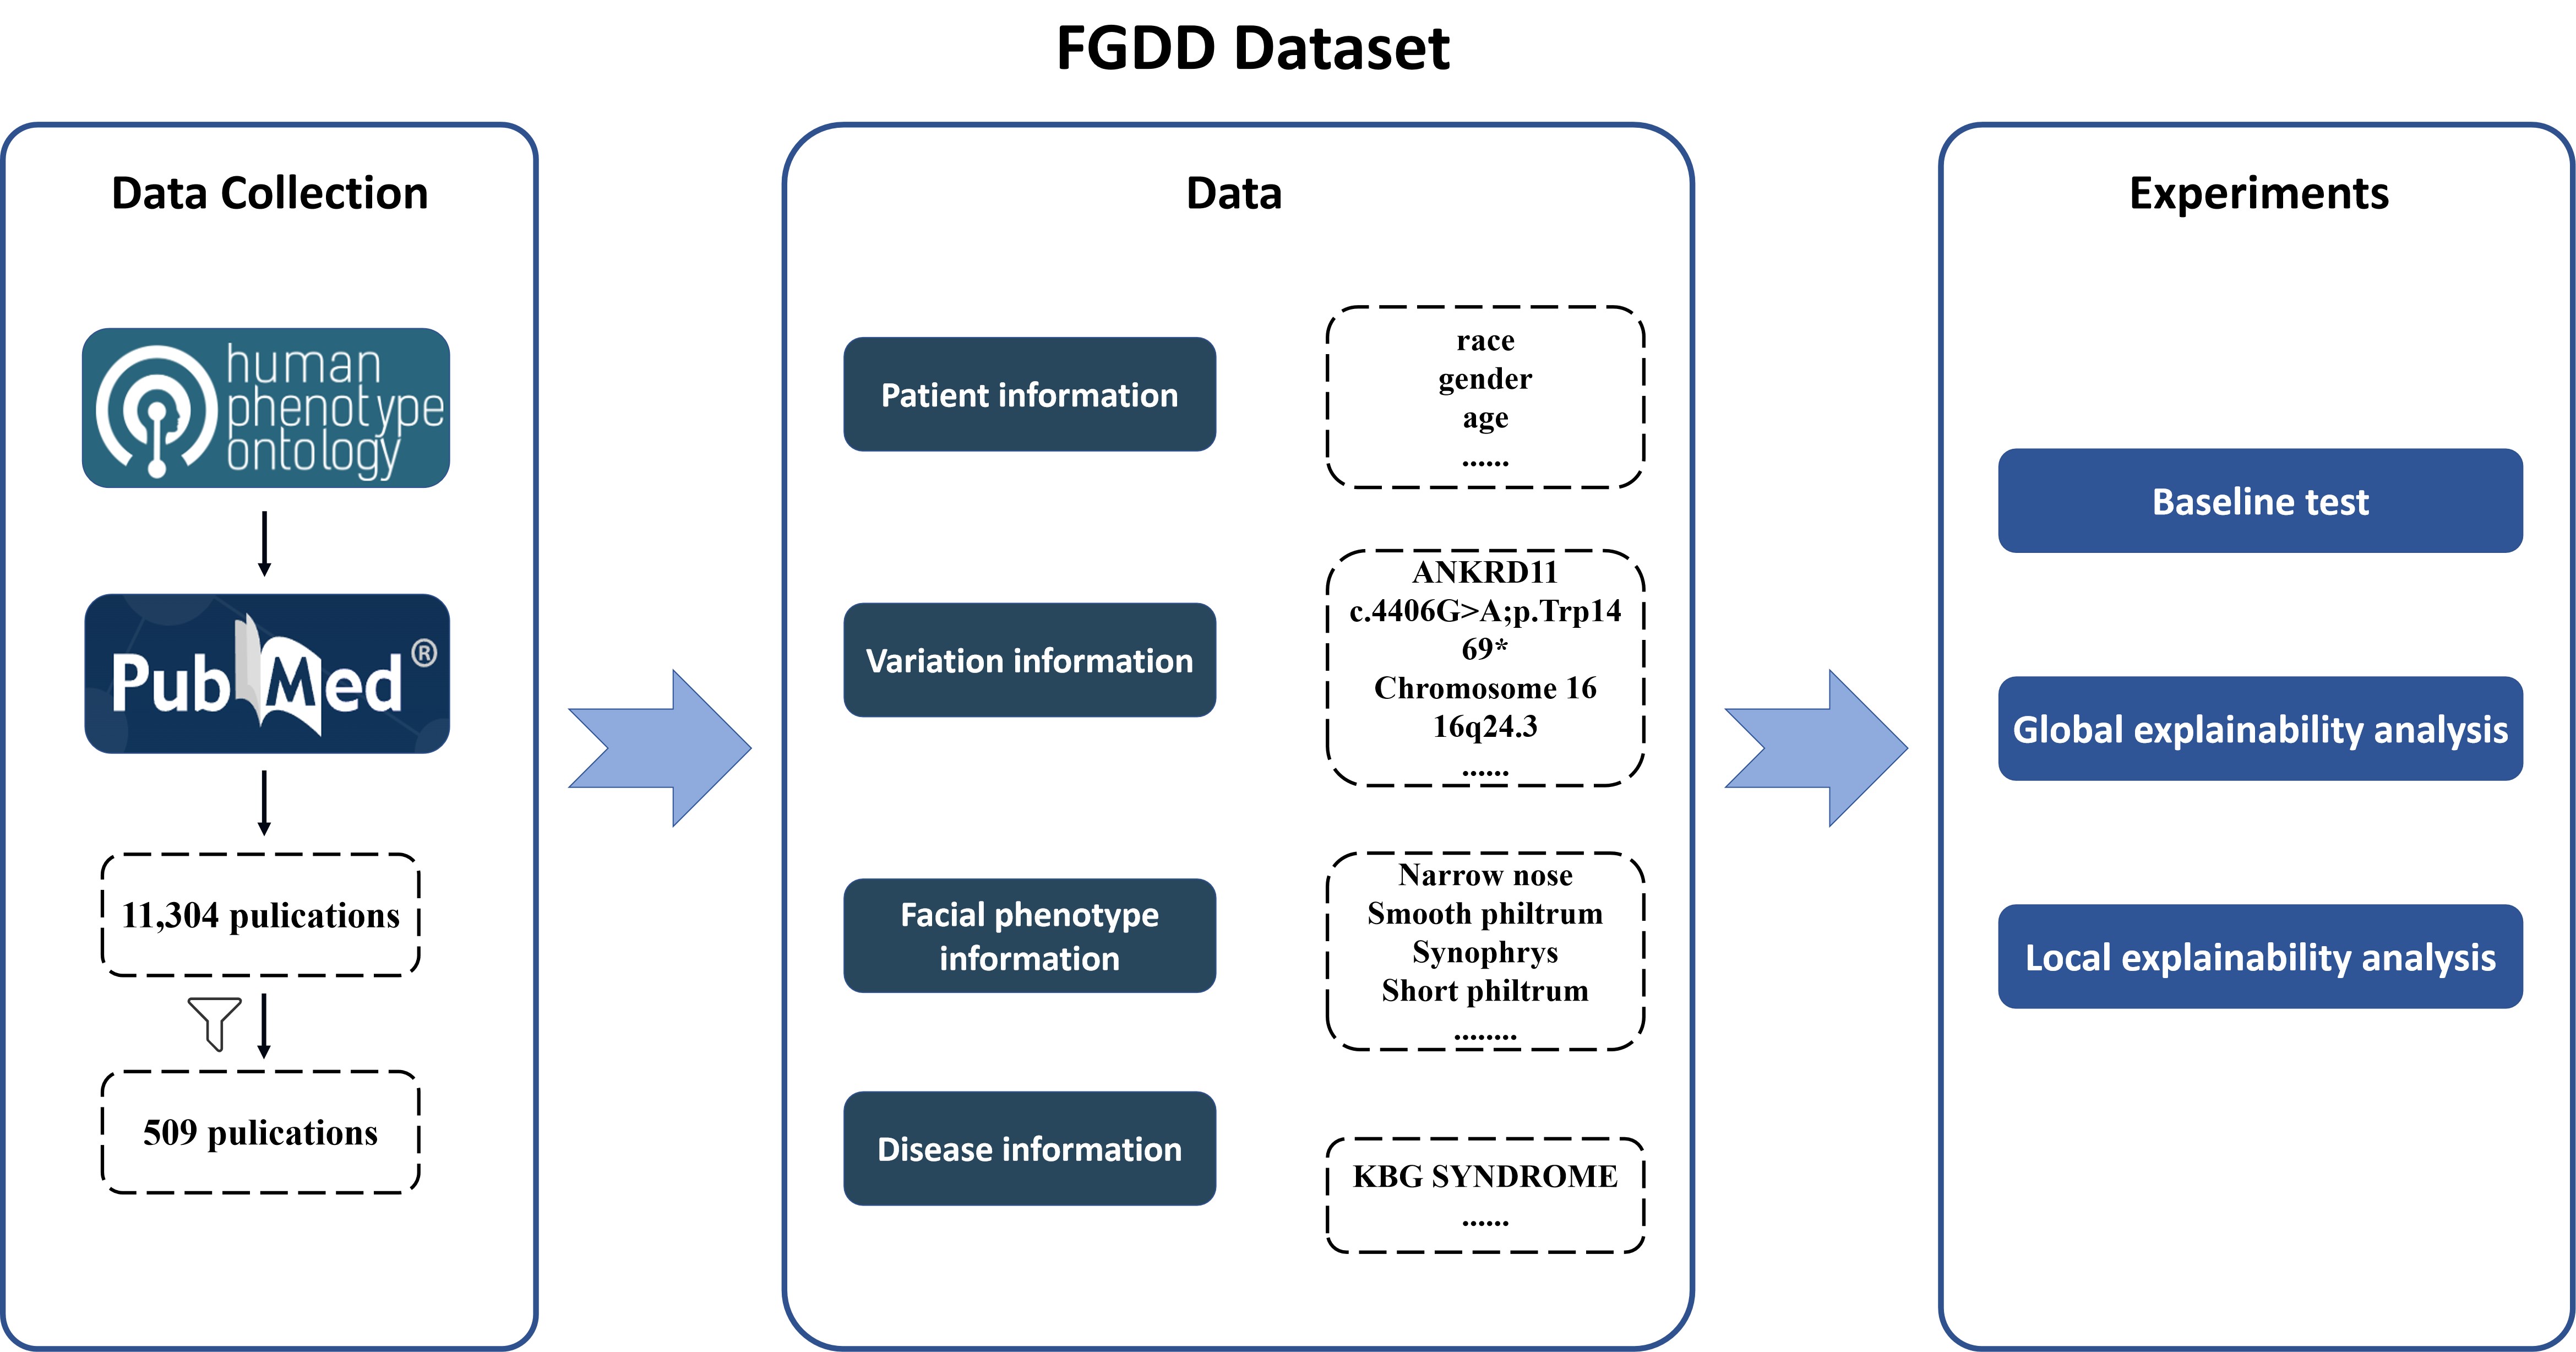 FGDD Dataset
Data Collection
human
phenotype
ontology
PubMed®
11,304 pulications
509 pulications
Data
Patient information
race
gender
age
......
Variation information
ANKRD11
c.4406G>A;p.Trp14
69*
Chromosome 16
16q24.3
......
Facial phenotype
information
Narrow nose
Smooth philtrum
Synophrys
Short philtrum
........
Disease information
KBG SYNDROME
......
Experiments
Baseline test
Global explainability analysis
Local explainability analysis